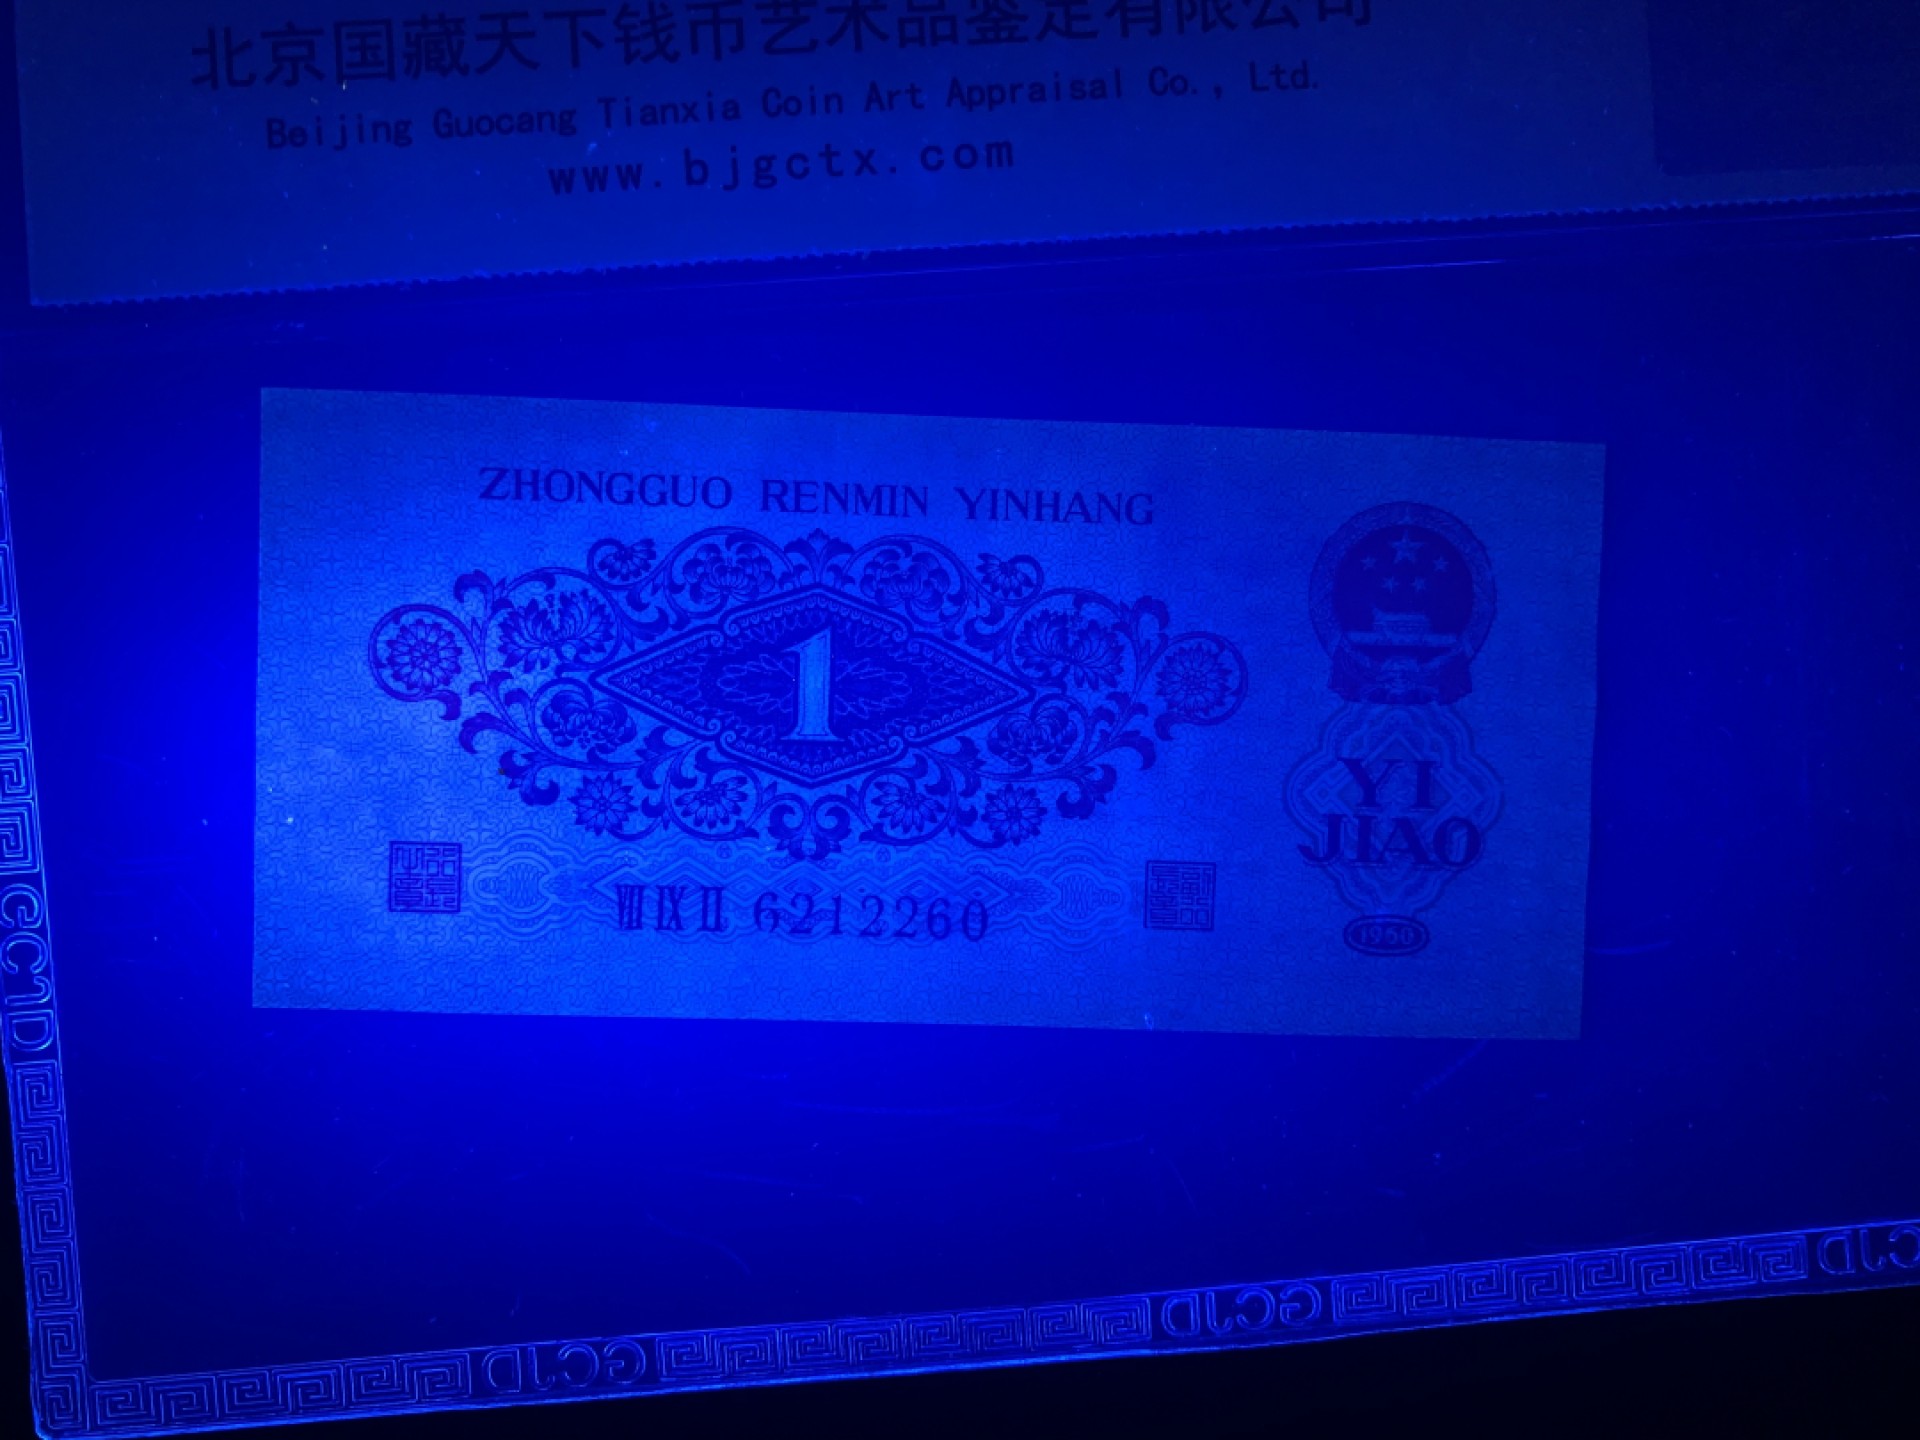 北京国藏天下钱币艺术品鉴定有限公司
Beijing Guocang Tianxia Coin Art Appraisal Co., Ltd.
www.bjgctx.com
ZHONGGUO RENMIN YINHANG
1
YI
JIAO
ⅧⅨⅡ 6212260
1960
GCTD
GCTD
GCTD
GCTD